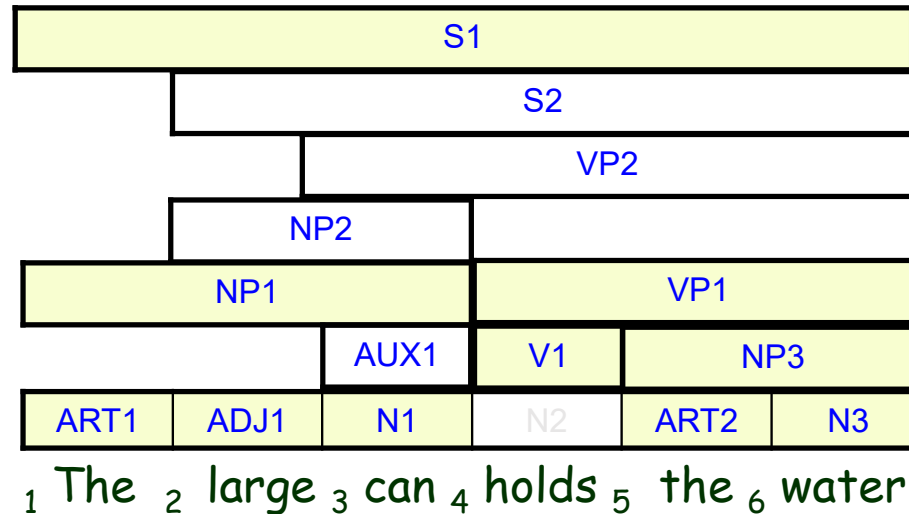 S1
S2
VP2
NP2
NP1 VP1
AUX1 V1 NP3
ART1 ADJ1 N1 N2 ART2 N3
1 The 2 large 3 can 4 holds 5 the 6 water